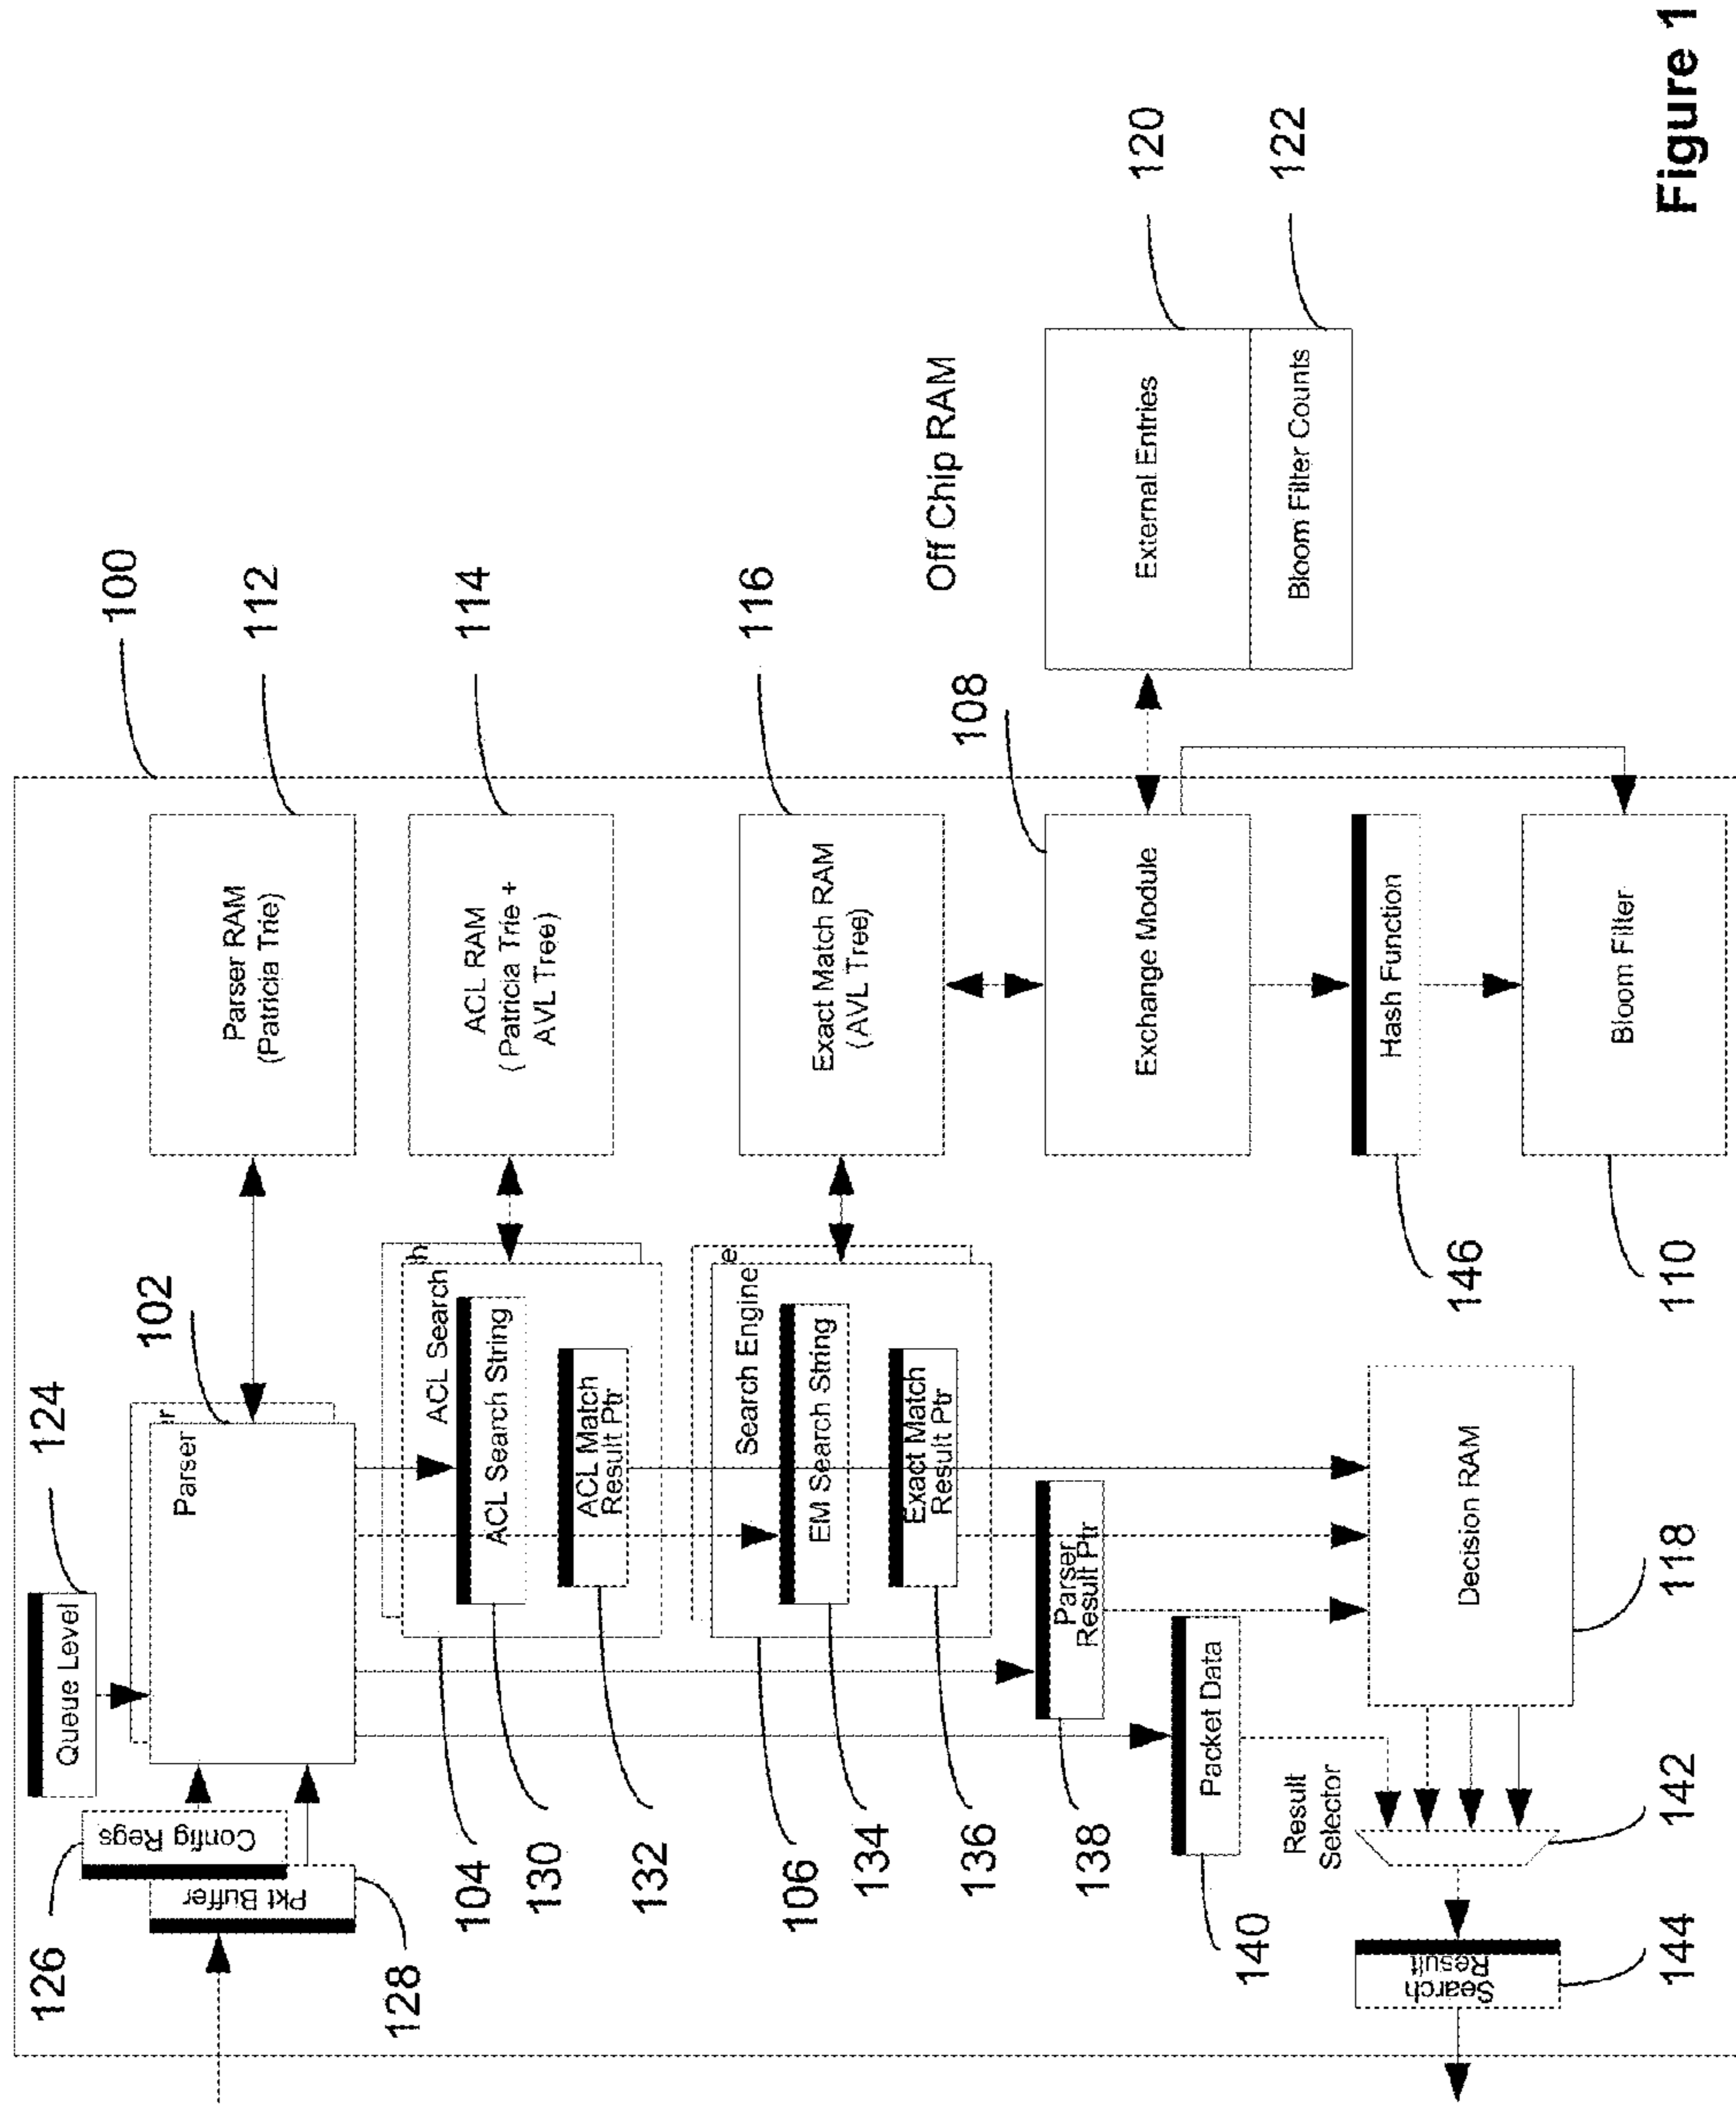 100
124
Queue Level
126
Config Regs
Pkt Buffer
128
102
Parser
r
Parser RAM
(Patricia Trie)
112
104
ACL Search
h
ACL Search String
130
ACL Match
Result Ptr
132
ACL RAM
( Patricia Trie +
AVL Tree)
114
106
Search Engine
e
EM Search String
134
Exact Match
Result Ptr
136
Exact Match RAM
(AVL Tree)
116
Parser
Result Ptr
138
Packet Data
140
108
Exchange Module
Off Chip RAM
External Entries
120
Bloom Filter Counts
122
Hash Function
146
Bloom Filter
110
Decision RAM
118
Result
Selector
142
Search
Result
144
Figure 1